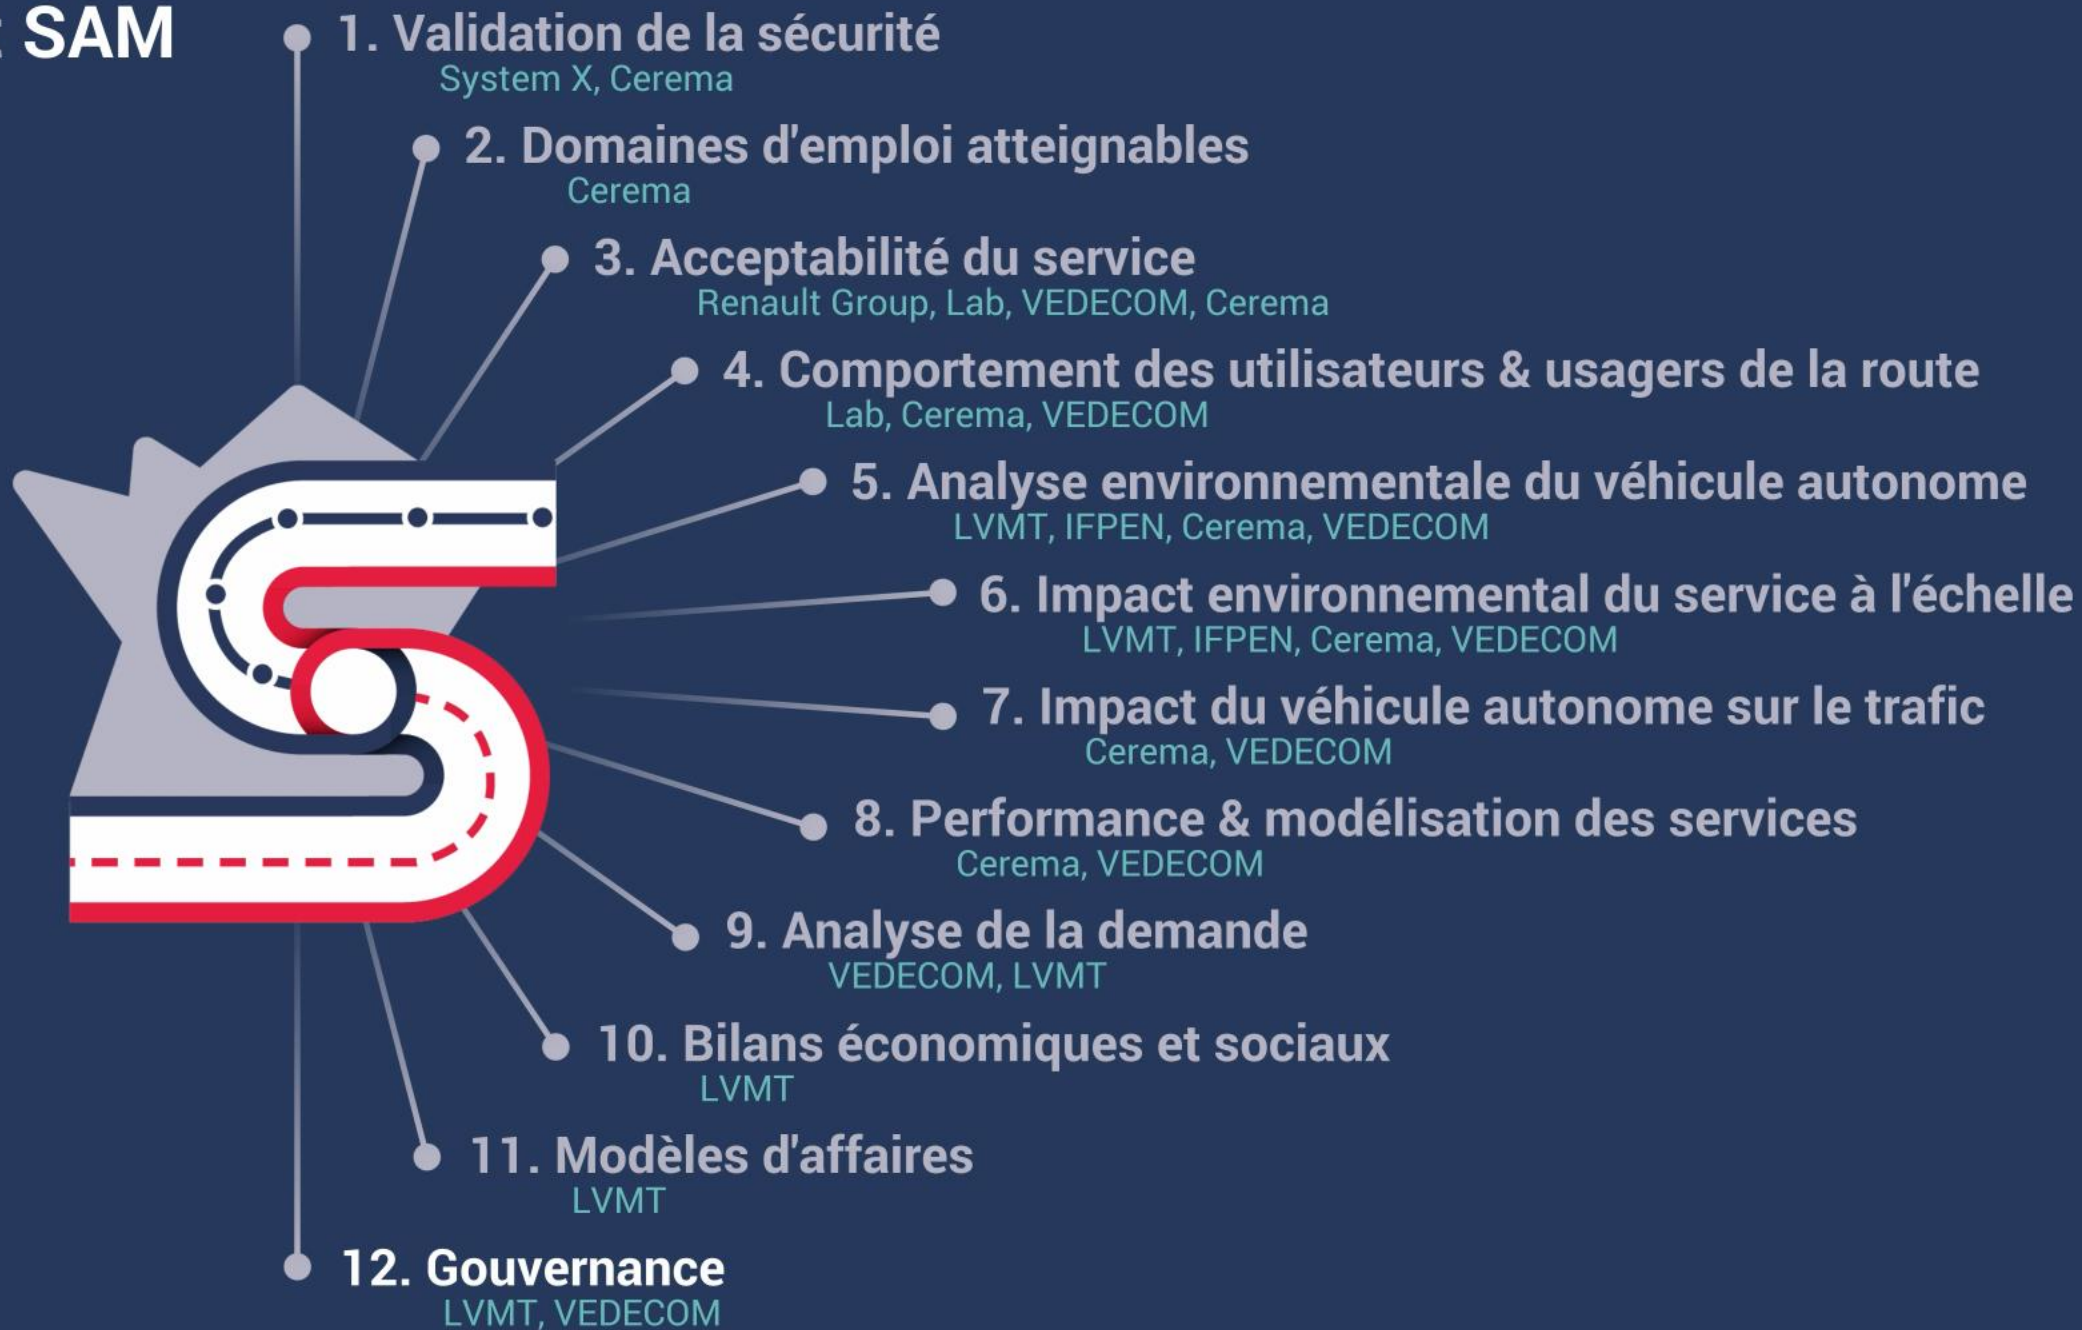 SAM
1. Validation de la sécurité
System X, Cerema
2. Domaines d'emploi atteignables
Cerema
3. Acceptabilité du service
Renault Group, Lab, VEDECOM, Cerema
4. Comportement des utilisateurs & usagers de la route
Lab, Cerema, VEDECOM
5. Analyse environnementale du véhicule autonome
LVMT, IFPEN, Cerema, VEDECOM
6. Impact environnemental du service à l'échelle
LVMT, IFPEN, Cerema, VEDECOM
7. Impact du véhicule autonome sur le trafic
Cerema, VEDECOM
8. Performance & modélisation des services
Cerema, VEDECOM
9. Analyse de la demande
VEDECOM, LVMT
10. Bilans économiques et sociaux
LVMT
11. Modèles d'affaires
LVMT
12. Gouvernance
LVMT, VEDECOM